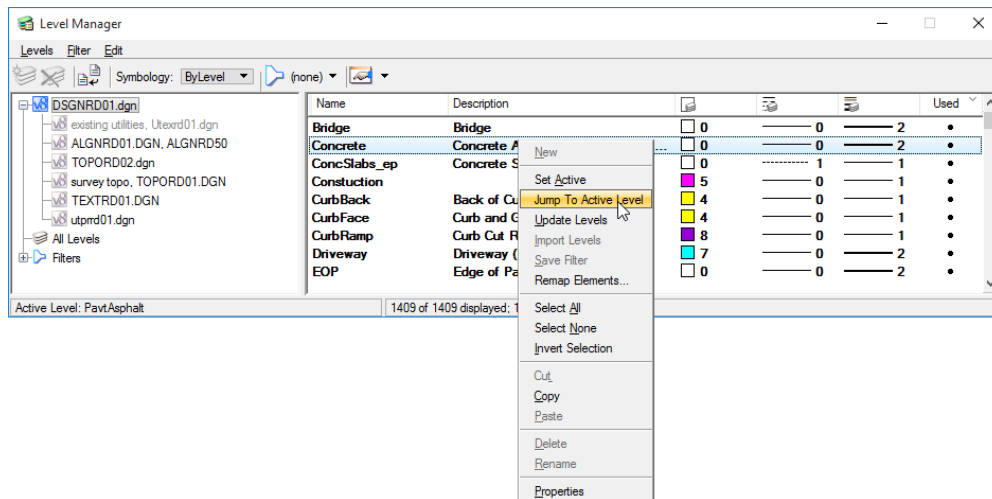 Level Manager
Levels Filter Edit
Symbology: ByLevel (none)
DSGNRD01.dgn
existing utilities, Utexrd01.dgn
ALGNRD01.DGN, ALGNRD50
TOPORD02.dgn
survey topo, TOPORD01.DGN
TEXTRD01.DGN
utprrd01.dgn
All Levels
Filters
Name Description Used
Bridge Bridge 0 0 2
Concrete Concrete A ... 0 0 2
ConcSlabs_ep Concrete S 0 1 1
Constuction 5 0 1
CurbBack Back of Cu 4 0 1
CurbFace Curb and G 4 0 1
CurbRamp Curb Cut R 8 0 1
Driveway Driveway ( 7 0 2
EOP Edge of Pa 0 0 2
New
Set Active
Jump To Active Level
Update Levels
Import Levels
Save Filter
Remap Elements...
Select All
Select None
Invert Selection
Cut
Copy
Paste
Delete
Rename
Properties
Active Level: PavtAsphalt 1409 of 1409 displayed; 1